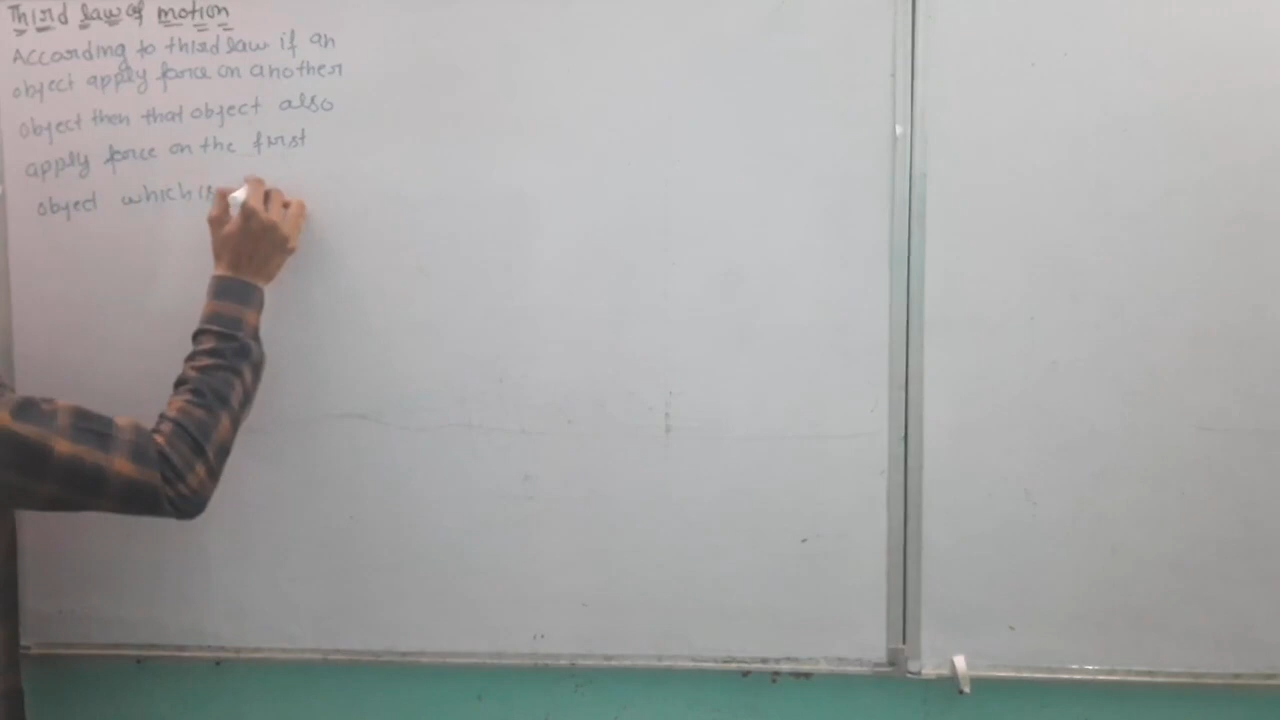 Third law of motion
According to third law if an
object apply force on another
object then that object also
apply force on the first
object which is